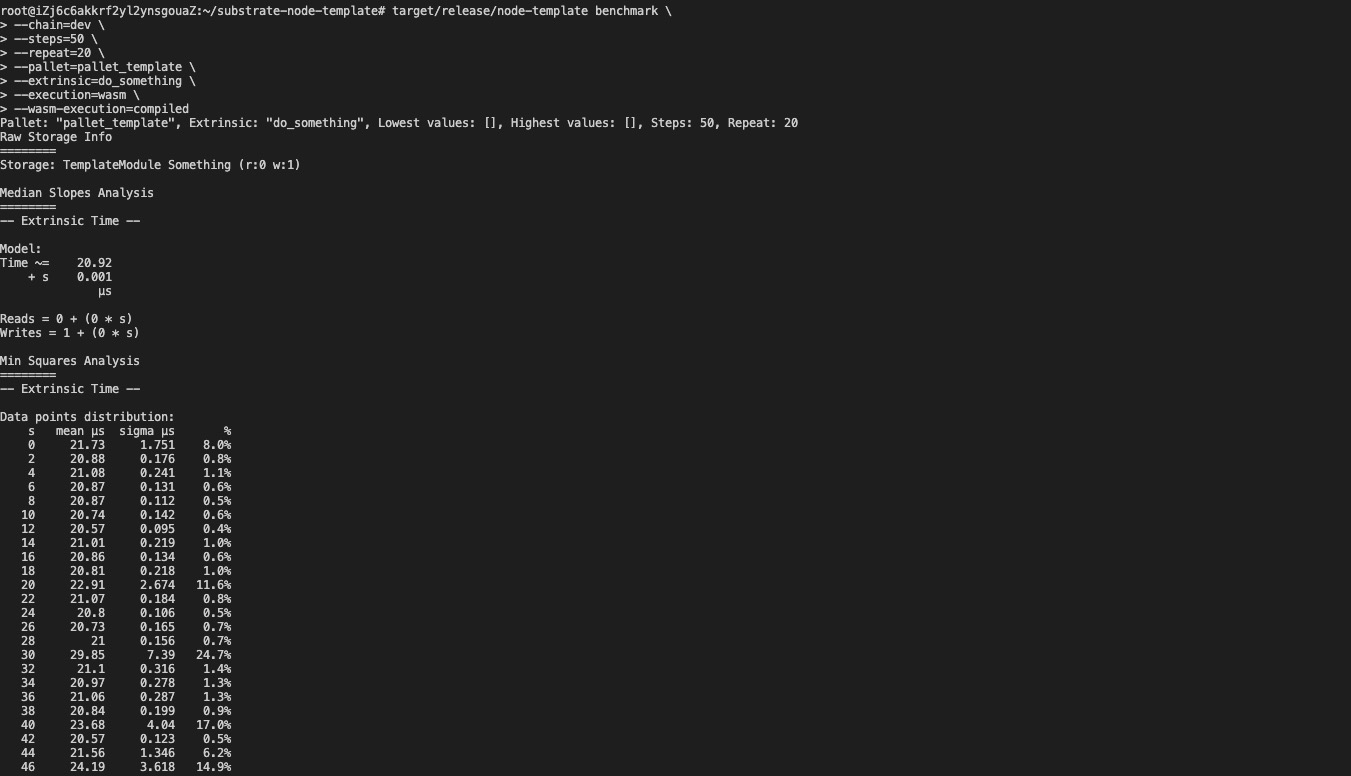 root@iZj6c6akkrf2yl2ynsgouaZ:~/substrate-node-template# target/release/node-template benchmark \
> --chain=dev \
> --steps=50 \
> --repeat=20 \
> --pallet=pallet_template \
> --extrinsic=do_something \
> --execution=wasm \
> --wasm-execution=compiled
Pallet: "pallet_template", Extrinsic: "do_something", Lowest values: [], Highest values: [], Steps: 50, Repeat: 20
Raw Storage Info
========
Storage: TemplateModule Something (r:0 w:1)

Median Slopes Analysis
========
-- Extrinsic Time --

Model:
Time ~=    20.92
    + s    0.001
              µs

Reads = 0 + (0 * s)
Writes = 1 + (0 * s)

Min Squares Analysis
========
-- Extrinsic Time --

Data points distribution:
    s   mean µs  sigma µs       %
    0     21.73     1.751    8.0%
    2     20.88     0.176    0.8%
    4     21.08     0.241    1.1%
    6     20.87     0.131    0.6%
    8     20.87     0.112    0.5%
   10     20.74     0.142    0.6%
   12     20.57     0.095    0.4%
   14     21.01     0.219    1.0%
   16     20.86     0.134    0.6%
   18     20.81     0.218    1.0%
   20     22.91     2.674   11.6%
   22     21.07     0.184    0.8%
   24      20.8     0.106    0.5%
   26     20.73     0.165    0.7%
   28        21     0.156    0.7%
   30     29.85      7.39   24.7%
   32      21.1     0.316    1.4%
   34     20.97     0.278    1.3%
   36     21.06     0.287    1.3%
   38     20.84     0.199    0.9%
   40     23.68      4.04   17.0%
   42     20.57     0.123    0.5%
   44     21.56     1.346    6.2%
   46     24.19     3.618   14.9%